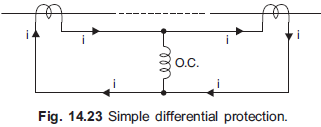 i i i i
O.C.
i i
Fig. 14.23 Simple differential protection.